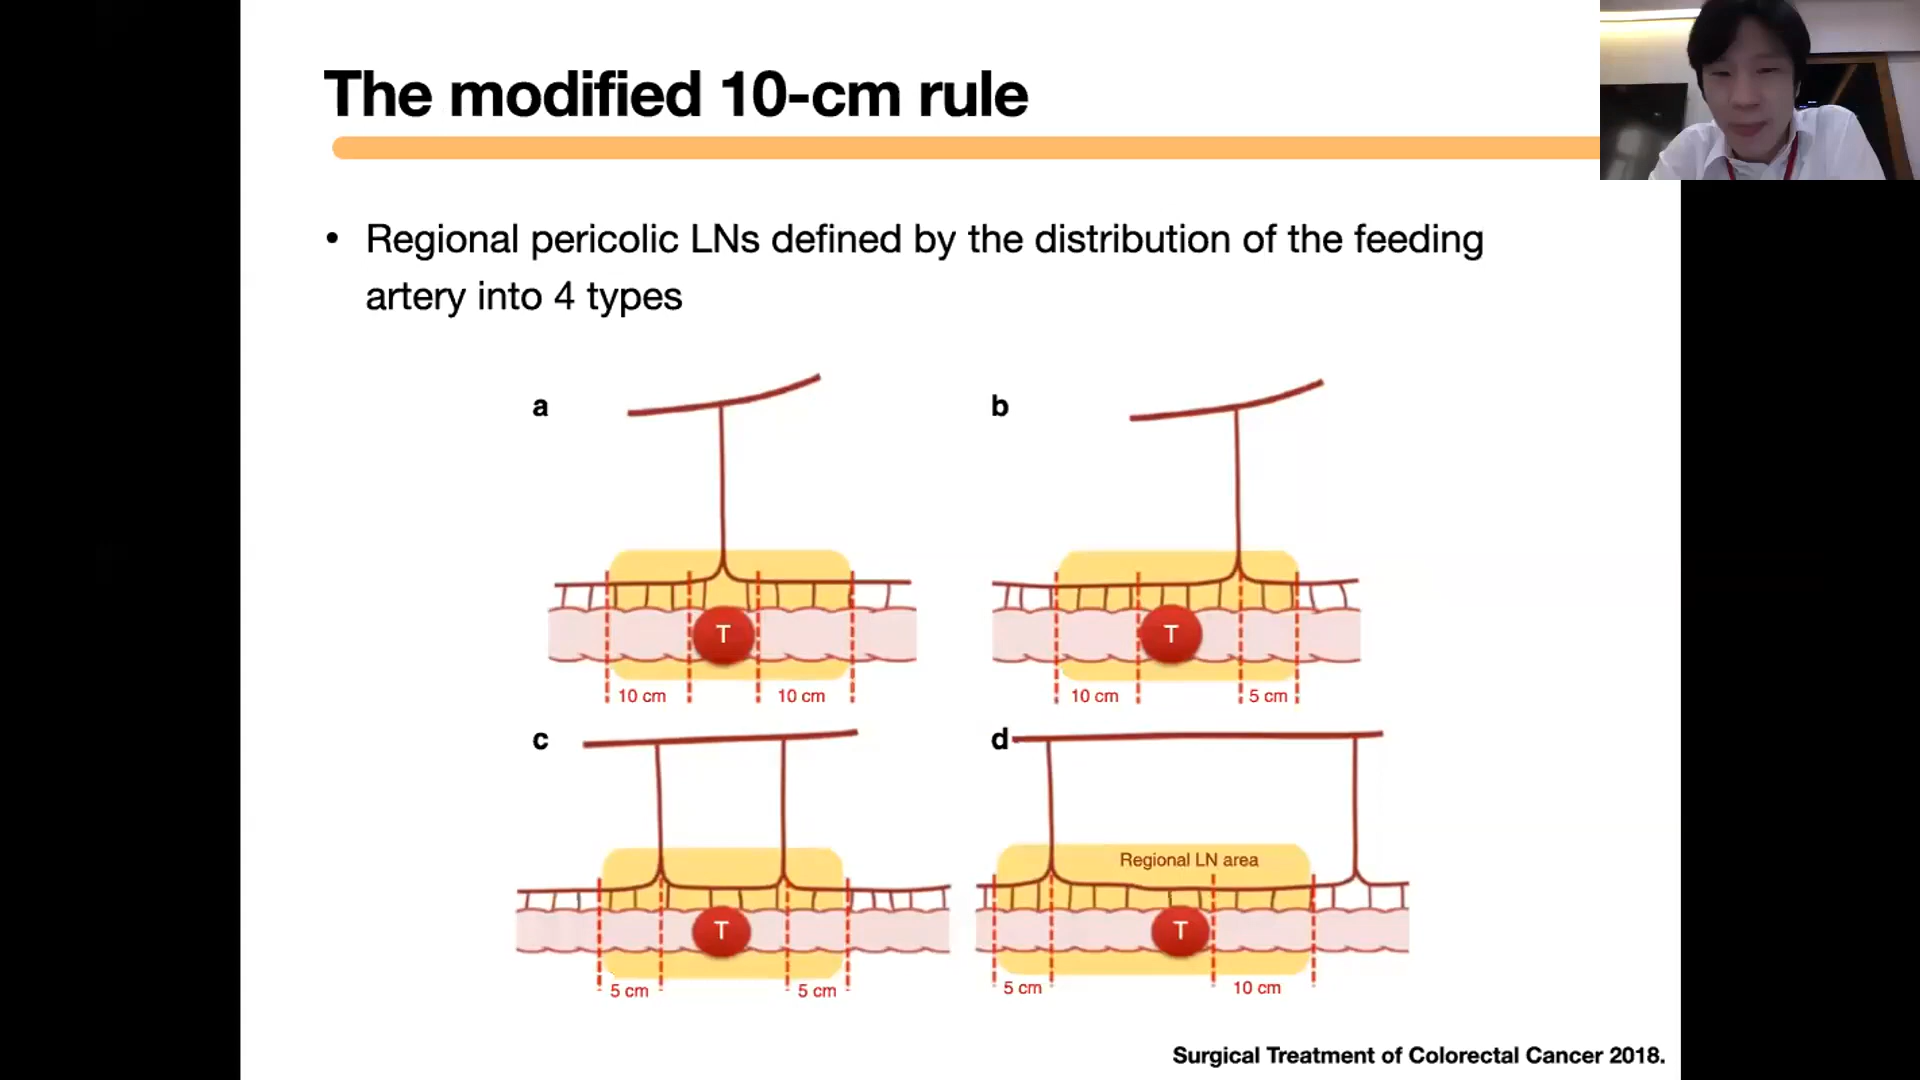 The modified 10-cm rule
• Regional pericolic LNs defined by the distribution of the feeding
artery into 4 types
a
b
T
T
10 cm
10 cm
10 cm
5 cm
c
d
Regional LN area
T
T
5 cm
5 cm
5 cm
10 cm
Surgical Treatment of Colorectal Cancer 2018.